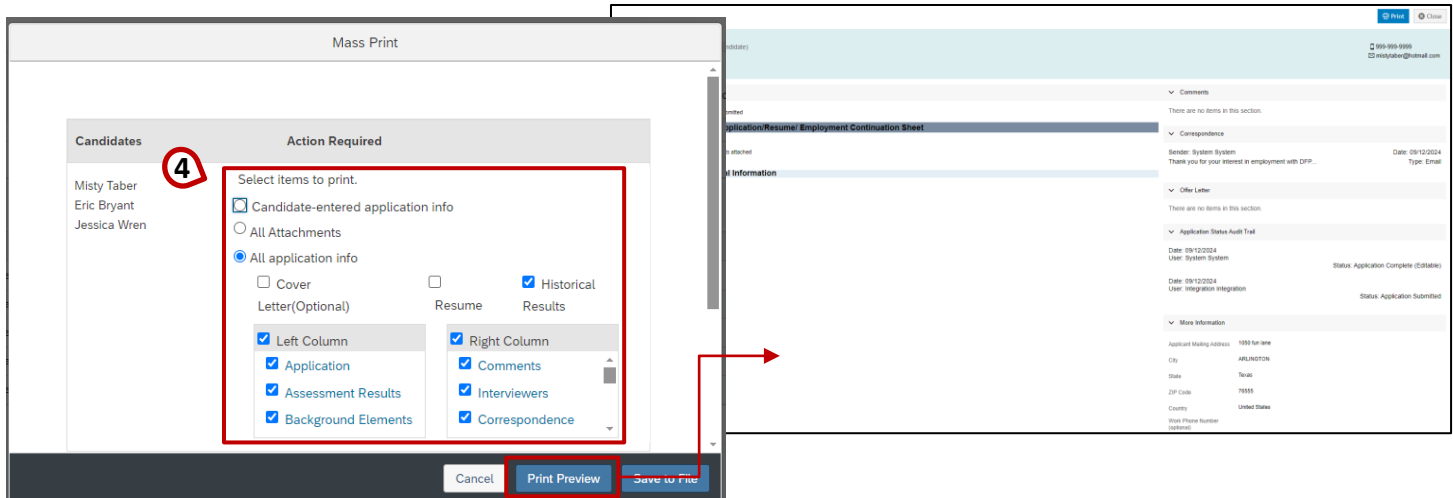 Mass Print
Candidates
Action Required
4
Misty Taber
Eric Bryant
Jessica Wren
Select items to print.
Candidate-entered application info
All Attachments
All application info
Cover Letter(Optional)
Resume
Historical Results
Left Column
Application
Assessment Results
Background Elements
Right Column
Comments
Interviewers
Correspondence
Cancel
Print Preview
Save to File
Print
Close
999-999-9999
mistytaber@hotmail.com
Application/Resume/ Employment Continuation Sheet
attached
Information
Comments
There are no items in this section.
Correspondence
Sender: System System
Date: 09/12/2024
Thank you for your interest in employment with DFP...
Type: Email
Offer Letter
There are no items in this section.
Application Status Audit Trail
Date: 09/12/2024
User: System System
Status: Application Complete (Editable)
Date: 09/12/2024
User: Integration Integration
Status: Application Submitted
More Information
Applicant Mailing Address 1050 fun lane
City ARLINGTON
State Texas
ZIP Code 76555
Country United States
Work Phone Number
(optional)